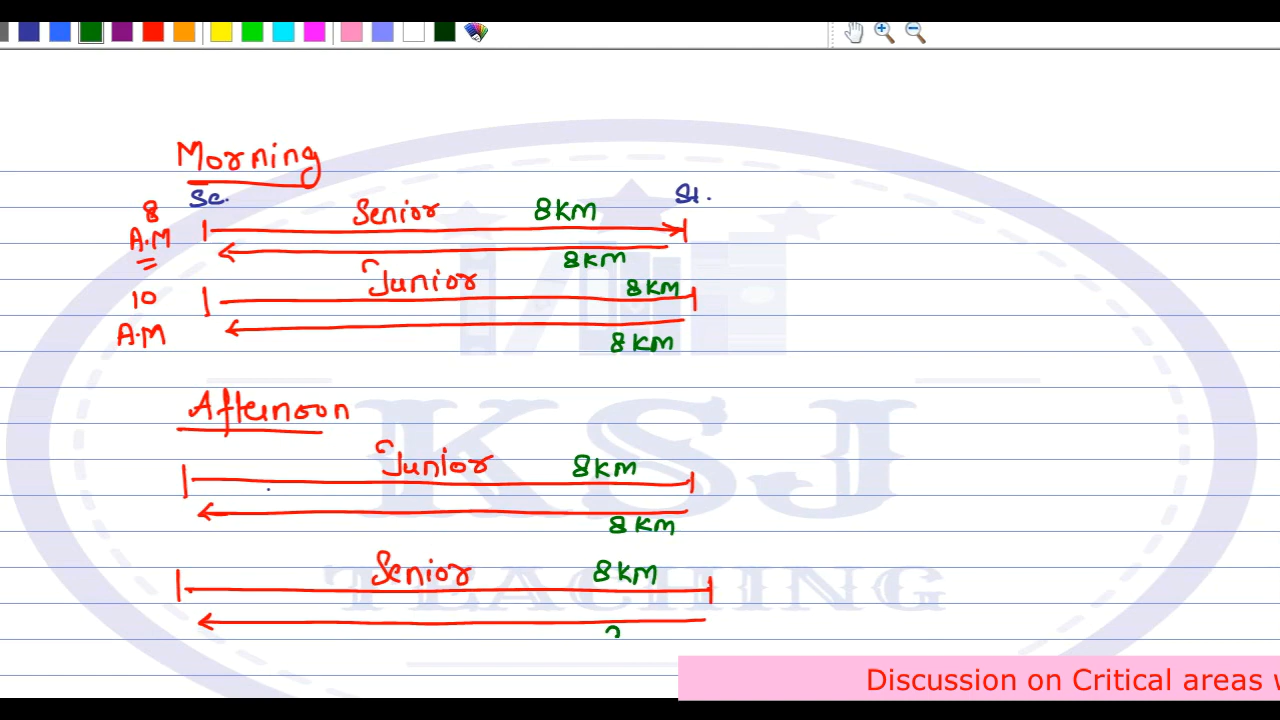 Morning
Sc. St.
8 Senior 8KM
A.M
8KM
Junior 8KM
10
A.M
8KM
Afternoon
Junior 8KM
8KM
Senior 8KM
KSJ
TEACHING
Discussion on Critical areas